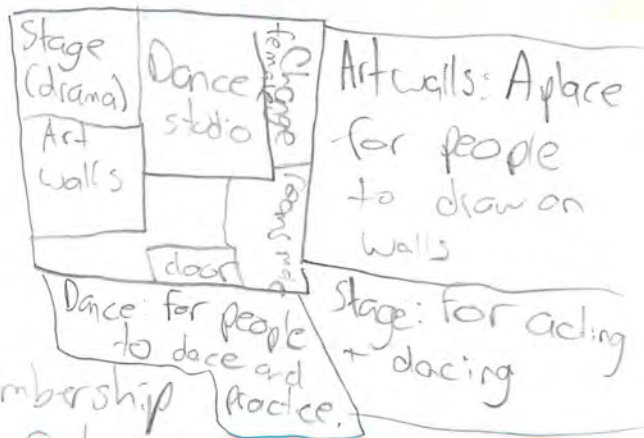 Stage
(drama)
Dance
studio
Change
female
rooms
Art
walls
door
Art walls: A place
for people
to draw on
walls
Dance: for people
to dace and
practice.
Stage: For acting
+ dacing
mbership